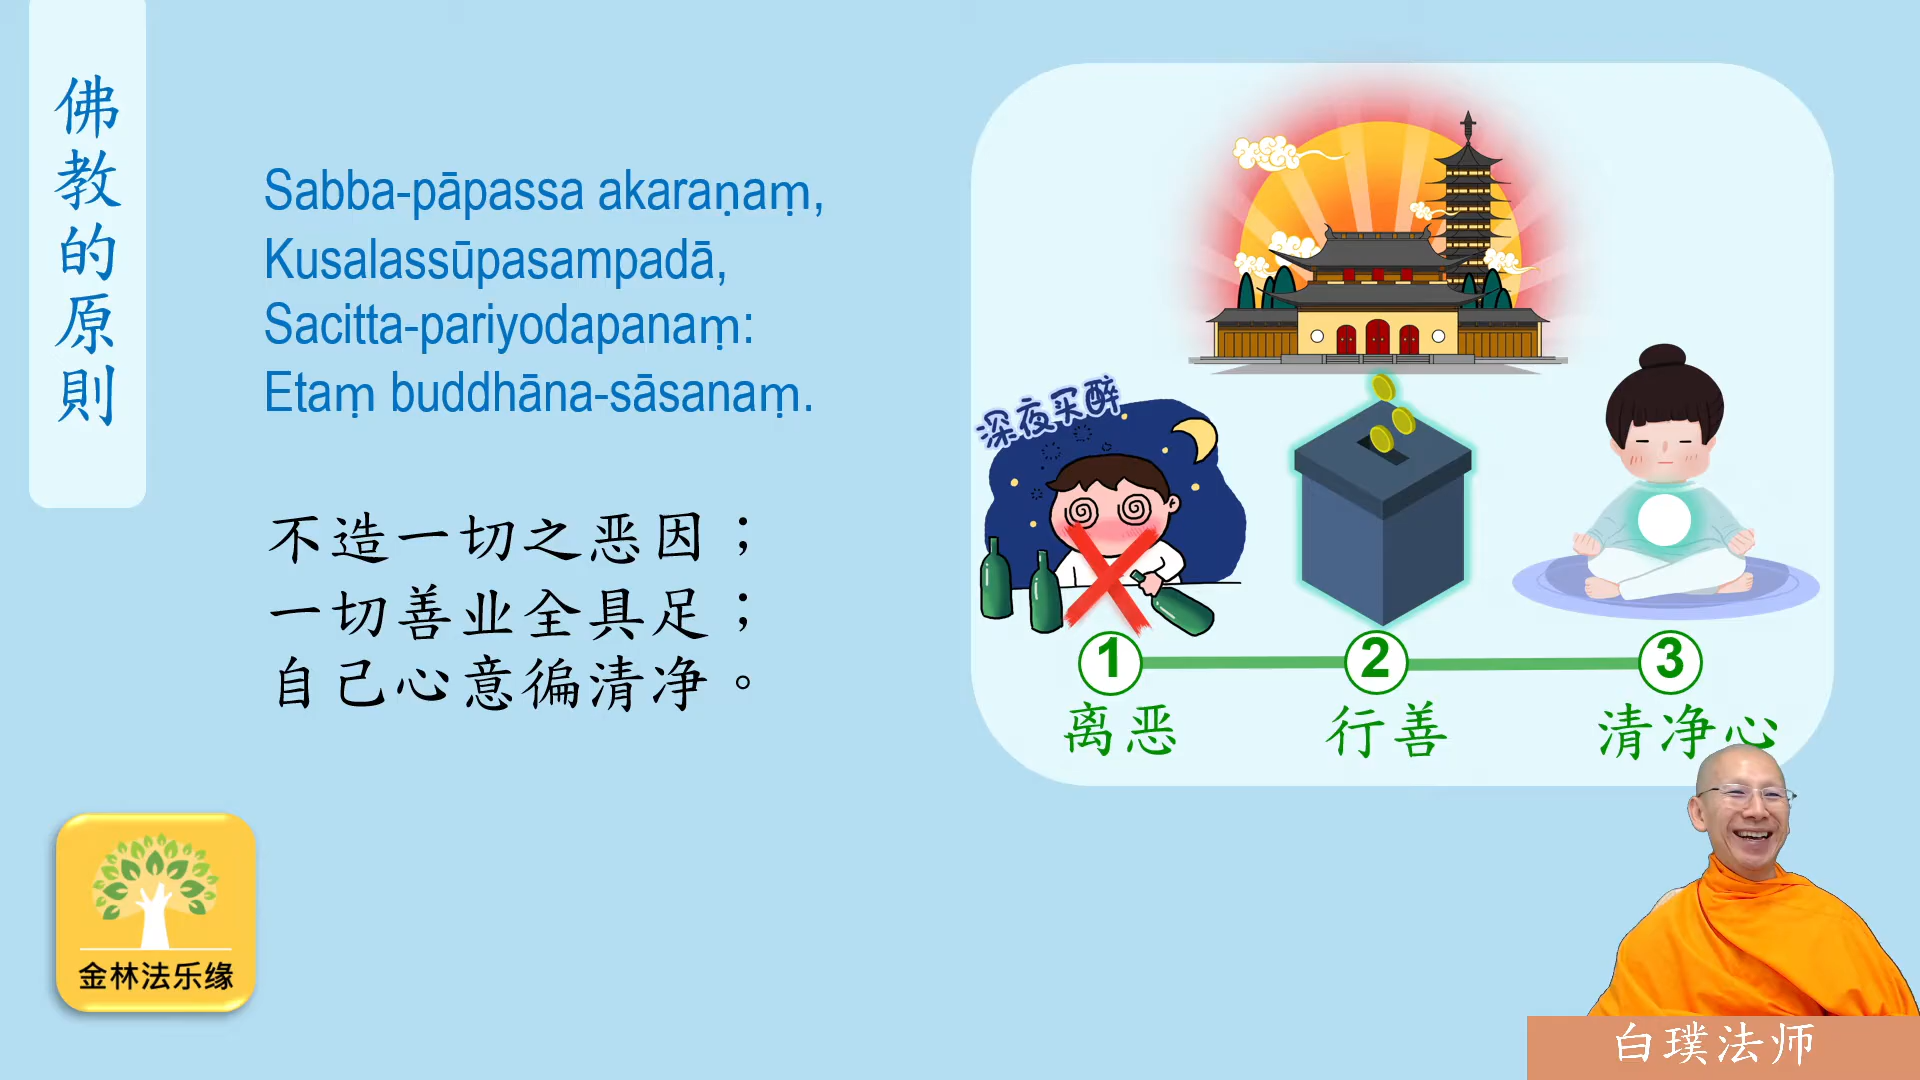 佛教的原則
Sabba-pāpassa akaraṇaṃ,
Kusalassūpasampadā,
Sacitta-pariyodapanaṃ:
Etaṃ buddhāna-sāsanaṃ.
不造一切之恶因；
一切善业全具足；
自己心意徧清净。
深夜买醉
1
2
3
离恶
行善
清净心
金林法乐缘
白璞法师